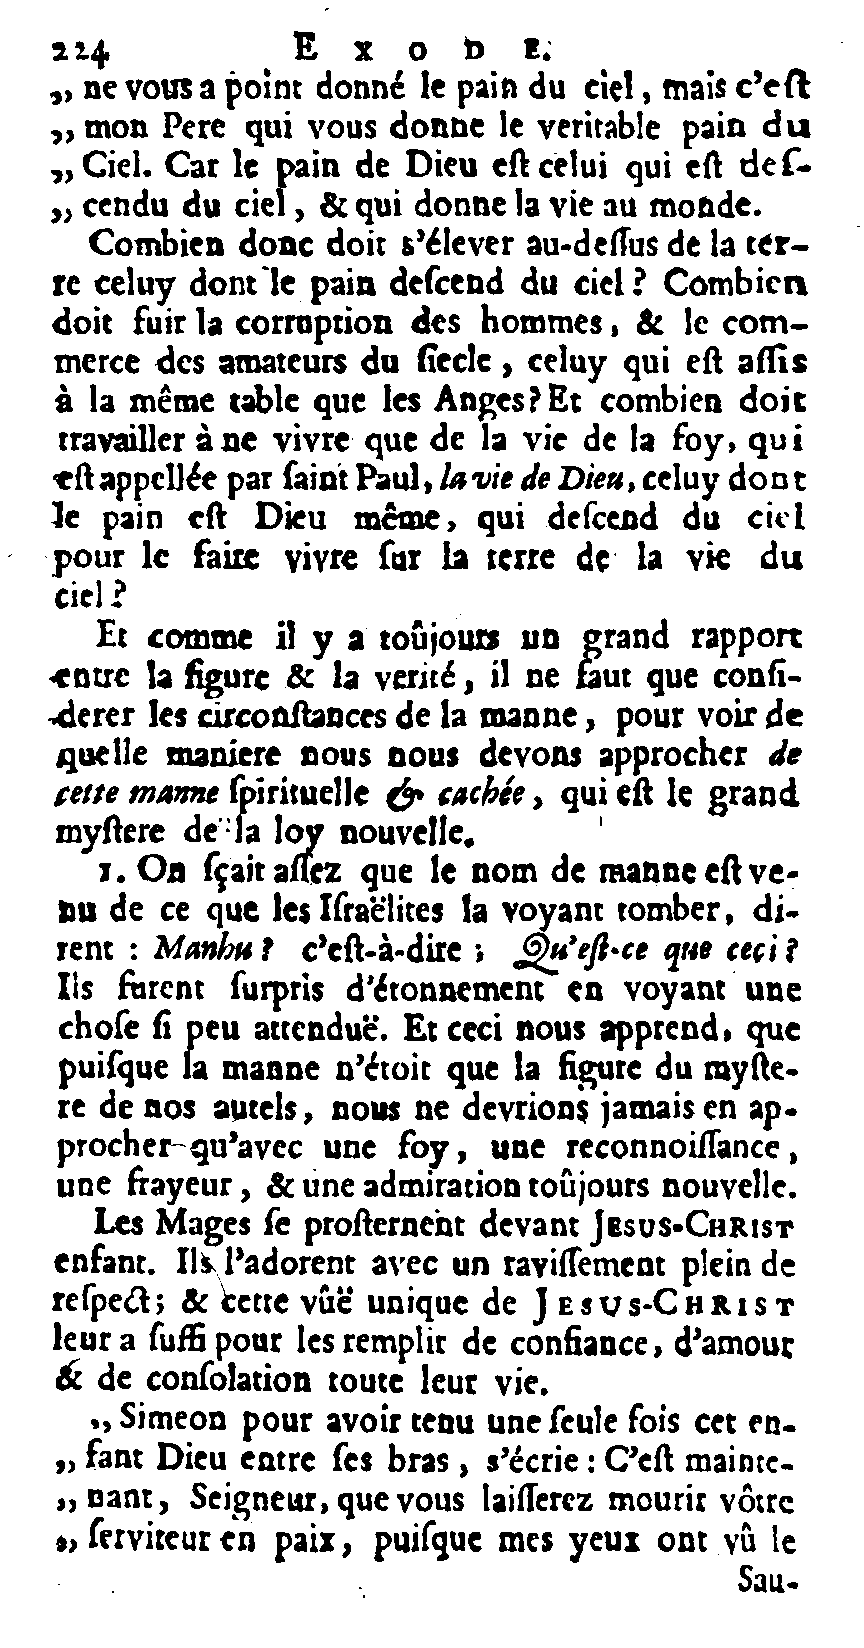 224 EXODE.
„ ne vous a point donné le pain du ciel, mais c'eſt
„ mon Pere qui vous donne le veritable pain du
„ Ciel. Car le pain de Dieu eſt celui qui eſt deſ-
„ cendu du ciel, & qui donne la vie au monde.
Combien donc doit s'élever au-deſſus de la ter-
re celuy dont le pain deſcend du ciel? Combien
doit fuir la corruption des hommes, & le com-
merce des amateurs du ſiecle, celuy qui eſt aſſis
à la même table que les Anges? Et combien doit
travailler à ne vivre que de la vie de la foy, qui
eſt appellée par ſaint Paul, la vie de Dieu, celuy dont
le pain eſt Dieu même, qui deſcend du ciel
pour le faire vivre ſur la terre de la vie du
ciel?
Et comme il y a toûjours un grand rapport
entre la figure & la verité, il ne faut que conſi-
derer les circonſtances de la manne, pour voir de
quelle maniere nous nous devons approcher de
cette manne ſpirituelle & cachée, qui eſt le grand
myſtere de la loy nouvelle.
1. On ſçait aſſez que le nom de manne eſt ve-
nu de ce que les Iſraëlites la voyant tomber, di-
rent : Manhu? c'eſt-à-dire ; Qu'eſt-ce que ceci?
Ils furent ſurpris d'étonnement en voyant une
choſe ſi peu attenduë. Et ceci nous apprend, que
puiſque la manne n'étoit que la figure du myſte-
re de nos autels, nous ne devrions jamais en ap-
procher qu'avec une foy, une reconnoiſſance,
une frayeur, & une admiration toûjours nouvelle.
Les Mages ſe proſternent devant JESUS-CHRIST
enfant. Ils l'adorent avec un raviſſement plein de
reſpect; & cette vûë unique de JESUS-CHRIST
leur a ſuffi pour les remplir de confiance, d'amour
& de conſolation toute leur vie.
„ Simeon pour avoir tenu une ſeule fois cet en-
„ fant Dieu entre ſes bras, s'écrie : C'eſt mainte-
„ nant, Seigneur, que vous laiſſerez mourir vôtre
„ ſerviteur en paix, puiſque mes yeux ont vû le
Sau-